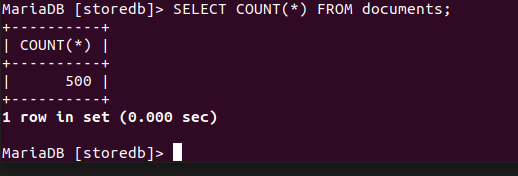 MariaDB [storedb]> SELECT COUNT(*) FROM documents;
+----------+
| COUNT(*) |
+----------+
|      500 |
+----------+
1 row in set (0.000 sec)

MariaDB [storedb]>